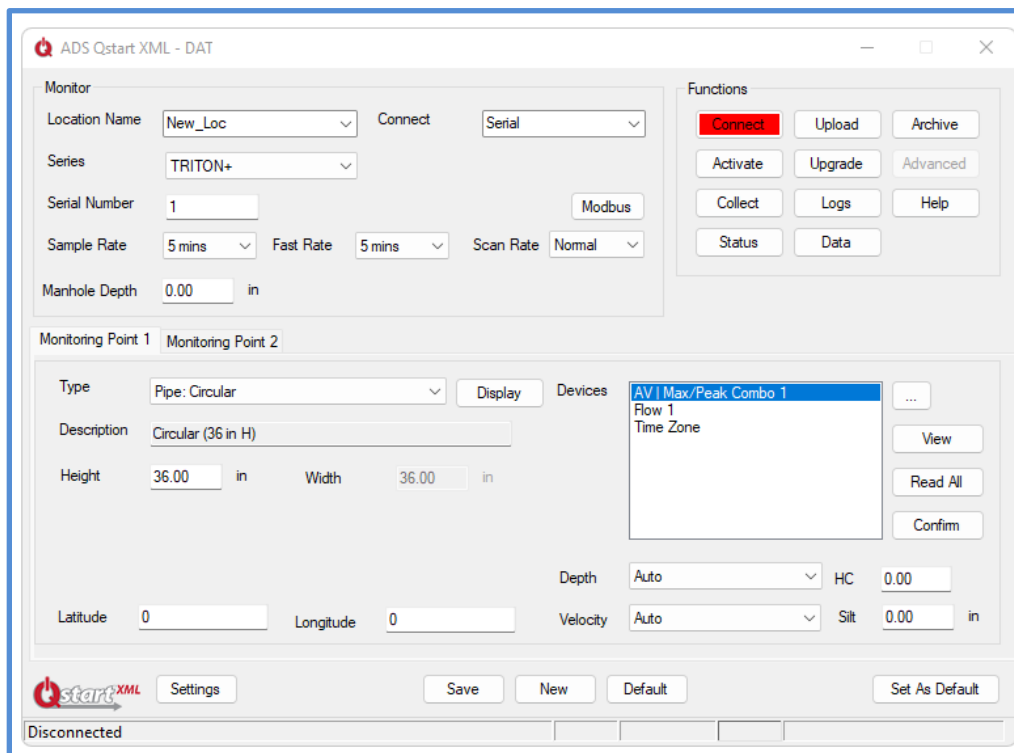 ADS Qstart XML - DAT
Monitor
Location Name New_Loc Connect Serial
Series TRITON+
Serial Number 1 Modbus
Sample Rate 5 mins Fast Rate 5 mins Scan Rate Normal
Manhole Depth 0.00 in
Functions
Connect Upload Archive
Activate Upgrade Advanced
Collect Logs Help
Status Data
Monitoring Point 1 Monitoring Point 2
Type Pipe: Circular Display
Description Circular (36 in H)
Height 36.00 in Width 36.00 in
Devices AV | Max/Peak Combo 1
Flow 1
Time Zone
...
View
Read All
Confirm
Depth Auto HC 0.00
Latitude 0 Longitude 0 Velocity Auto Silt 0.00 in
Qstart XML Settings Save New Default Set As Default
Disconnected